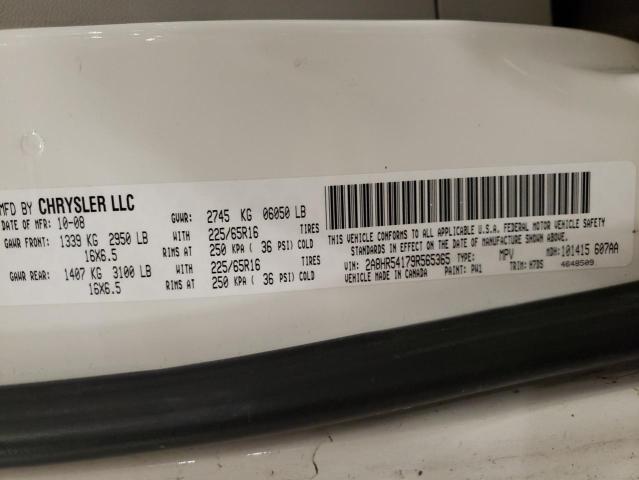 MFD BY CHRYSLER LLC
DATE OF MFR: 10-08 GVWR: 2745 KG 06050 LB
GAWR FRONT: 1339 KG 2950 LB WITH 225/65R16 TIRES
16X6.5 RIMS AT 250 KPA ( 36 PSI) COLD
GAWR REAR: 1407 KG 3100 LB WITH 225/65R16 TIRES
16X6.5 RIMS AT 250 KPA ( 36 PSI) COLD
THIS VEHICLE CONFORMS TO ALL APPLICABLE U.S.A. FEDERAL MOTOR VEHICLE SAFETY
STANDARDS IN EFFECT ON THE DATE OF MANUFACTURE SHOWN ABOVE.
VIN: 2A8HR54179R565365 TYPE: MPV MDH: 101415 607AA
VEHICLE MADE IN CANADA PAINT: PW1 TRIM: H7DS 4648509